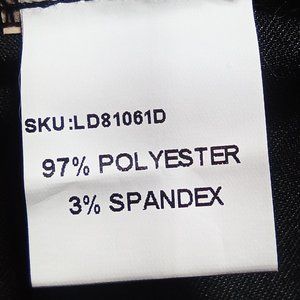 SKU:LD81061D
97% POLYESTER
3% SPANDEX